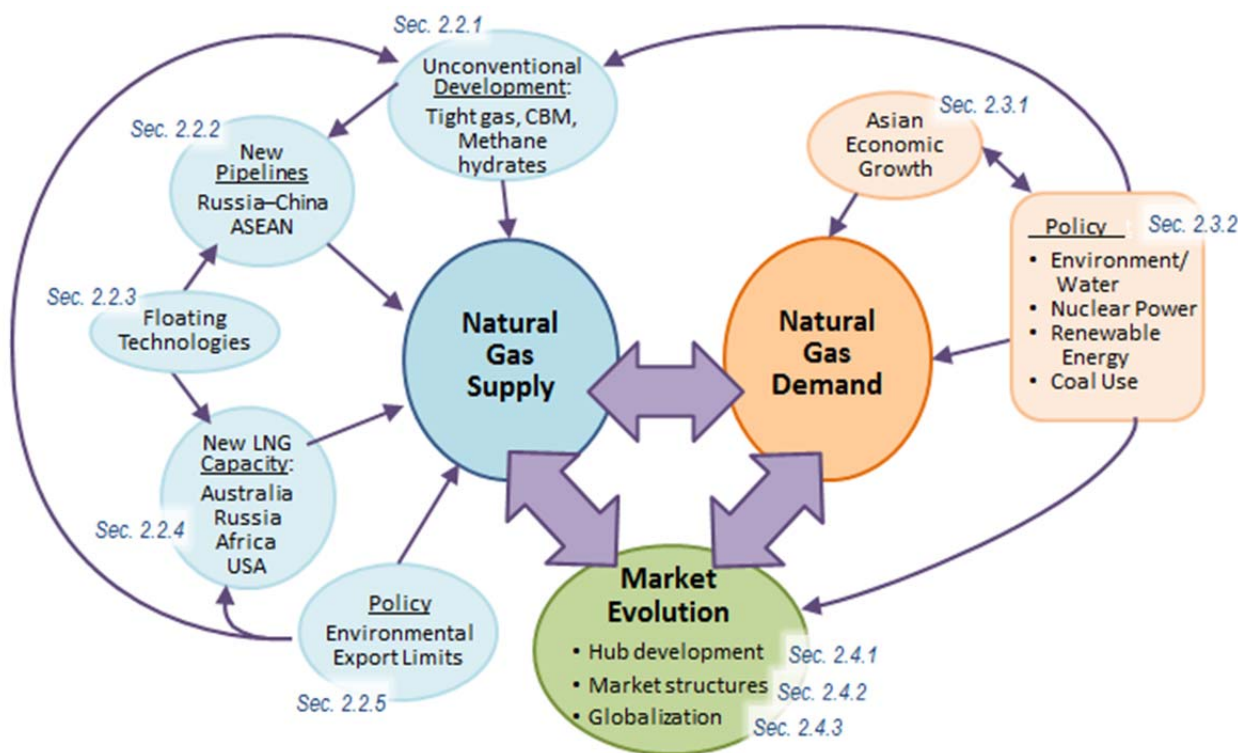 Sec. 2.2.1
Unconventional
Development:
Tight gas, CBM,
Methane
hydrates
Sec. 2.2.2
New
Pipelines
Russia–China
ASEAN
Sec. 2.2.3
Floating
Technologies
New LNG
Capacity:
Australia
Russia
Africa
USA
Sec. 2.2.4
Policy
Environmental
Export Limits
Sec. 2.2.5
Natural
Gas
Supply
Natural
Gas
Demand
Sec. 2.3.1
Asian
Economic
Growth
Policy
Sec. 2.3.2
• Environment/
Water
• Nuclear Power
• Renewable
Energy
• Coal Use
Market
Evolution
• Hub development Sec. 2.4.1
• Market structures Sec. 2.4.2
• Globalization Sec. 2.4.3